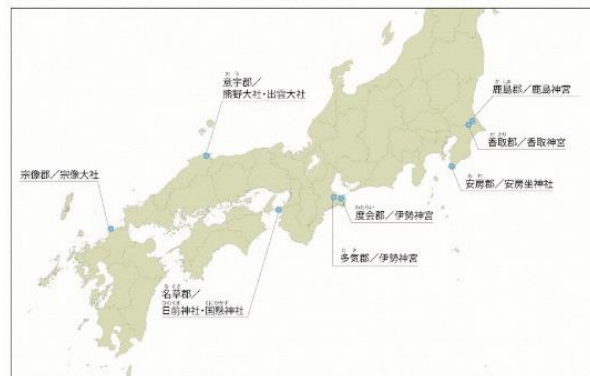 意宇郡／
熊野大社・出雲大社
鹿島郡／鹿島神宮
香取郡／香取神宮
宗像郡／宗像大社
安房郡／安房坐神社
度会郡／伊勢神宮
多気郡／伊勢神宮
名草郡／
日前神社・国懸神社